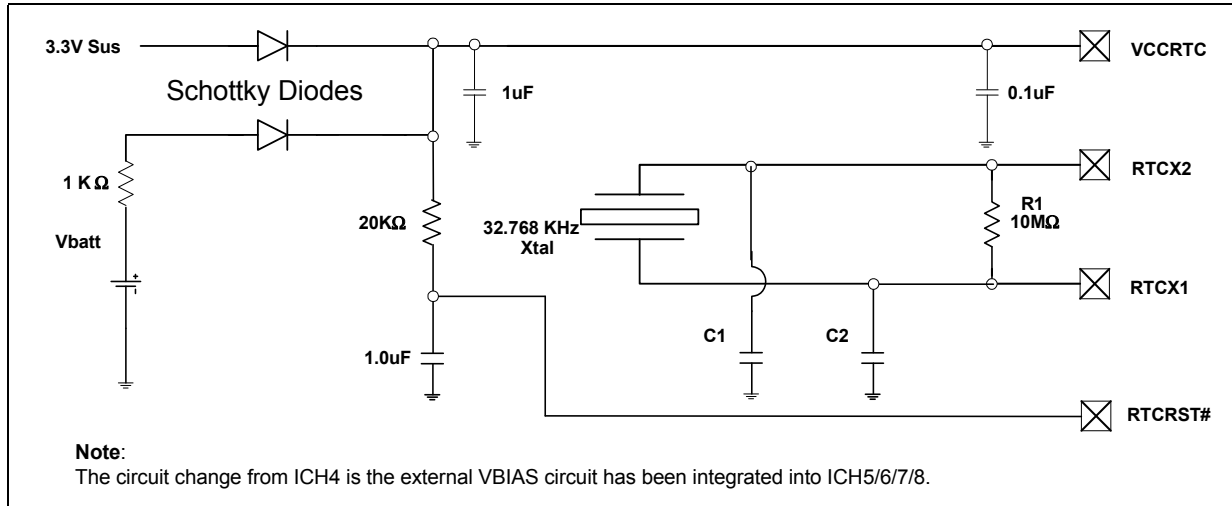 3.3V Sus
VCCRTC
Schottky Diodes
1uF
0.1uF
RTCX2
1 KΩ
R1
10MΩ
20KΩ
32.768 KHz
Xtal
Vbatt
+
-
RTCX1
C1
C2
1.0uF
RTCRST#
Note:
The circuit change from ICH4 is the external VBIAS circuit has been integrated into ICH5/6/7/8.